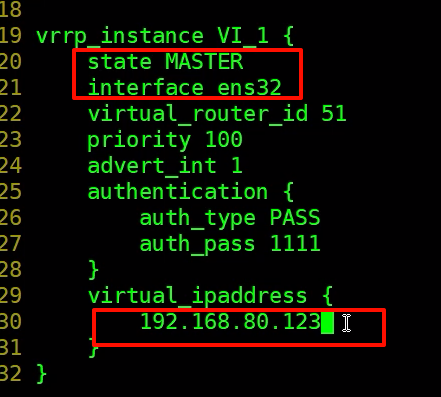 18
19 vrrp_instance VI_1 {
20     state MASTER
21     interface ens32
22     virtual_router_id 51
23     priority 100
24     advert_int 1
25     authentication {
26         auth_type PASS
27         auth_pass 1111
28     }
29     virtual_ipaddress {
30         192.168.80.123
31     }
32 }